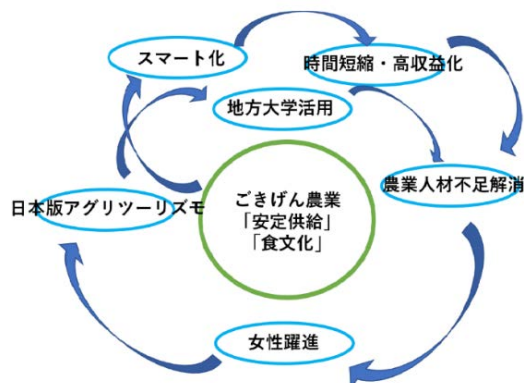 スマート化
時間短縮・高収益化
地方大学活用
農業人材不足解消
日本版アグリツーリズモ
ごきげん農業
「安定供給」
「食文化」
女性躍進